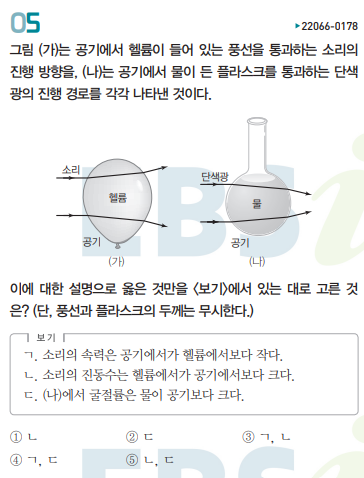 05
▶22066-0178
그림 (가)는 공기에서 헬륨이 들어 있는 풍선을 통과하는 소리의
진행 방향을, (나)는 공기에서 물이 든 플라스크를 통과하는 단색
광의 진행 경로를 각각 나타낸 것이다.
소리
헬륨
공기
(가)
단색광
물
공기
(나)
이에 대한 설명으로 옳은 것만을 <보기>에서 있는 대로 고른 것
은? (단, 풍선과 플라스크의 두께는 무시한다.)
보기
ㄱ. 소리의 속력은 공기에서가 헬륨에서보다 작다.
ㄴ. 소리의 진동수는 헬륨에서가 공기에서보다 크다.
ㄷ. (나)에서 굴절률은 물이 공기보다 크다.
① ㄴ ② ㄷ ③ ㄱ, ㄴ
④ ㄱ, ㄷ ⑤ ㄴ, ㄷ
EBSi
EBS